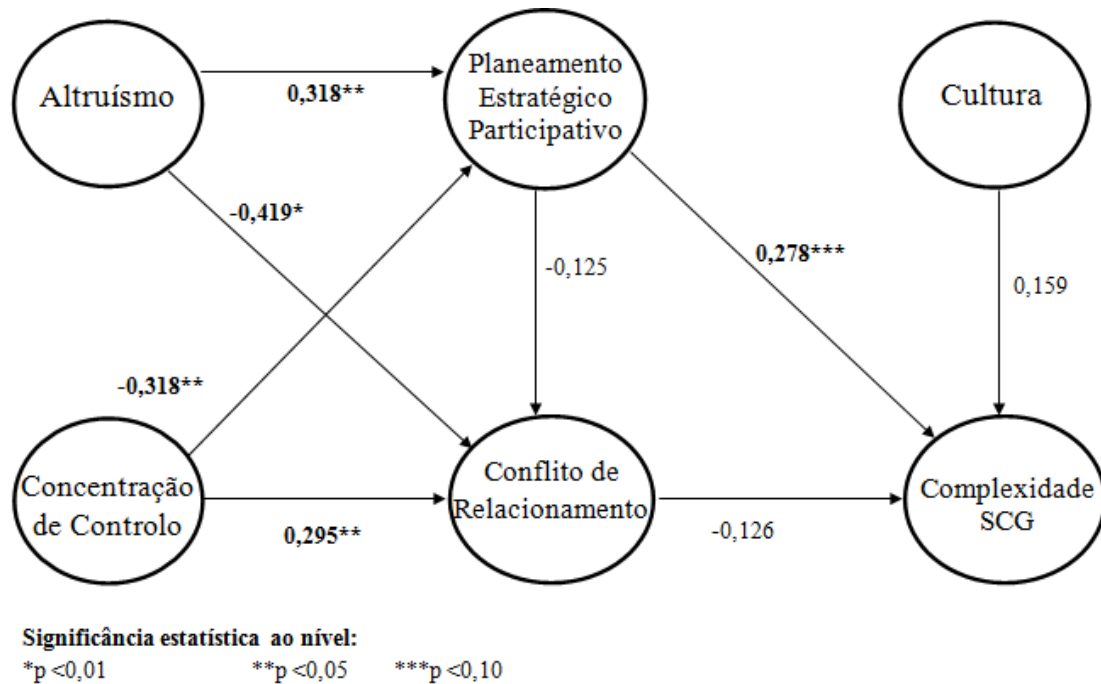 Altruísmo
0,318**
Planeamento
Estratégico
Participativo
Cultura
-0,419*
-0,125
0,278***
0,159
-0,318**
Concentração
de Controlo
0,295**
Conflito de
Relacionamento
-0,126
Complexidade
SCG
Significância estatística ao nível:
*p <0,01 **p <0,05 ***p <0,10